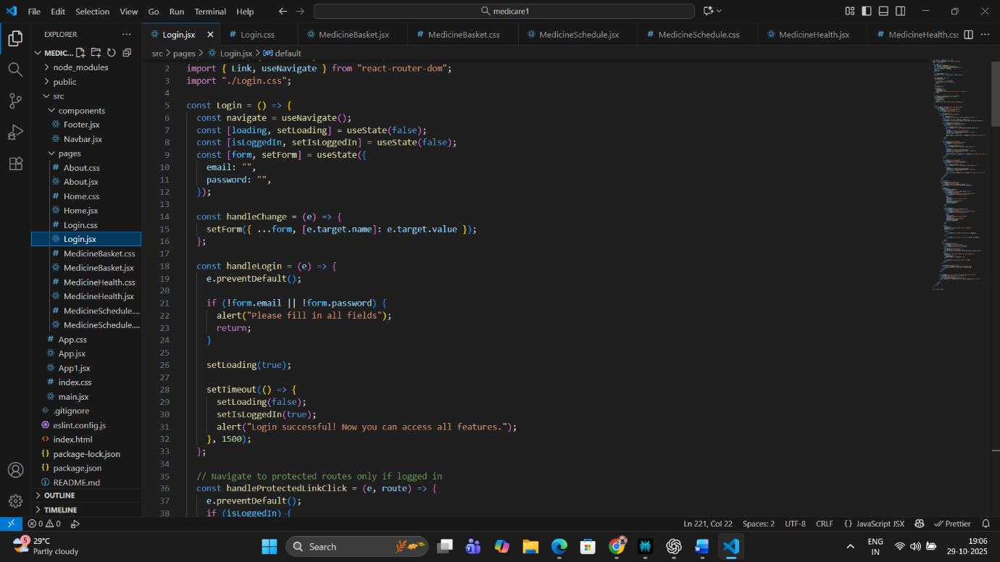 File Edit Selection View Go Run Terminal Help
medicare1
EXPLORER
MEDIC...
node_modules
public
src
components
Footer.jsx
Navbar.jsx
pages
About.css
About.jsx
Home.css
Home.jsx
Login.css
Login.jsx
MedicineBasket.css
MedicineBasket.jsx
MedicineHealth.css
MedicineHealth.jsx
MedicineSchedule....
MedicineSchedule....
App.css
App.jsx
App1.jsx
index.css
main.jsx
.gitignore
eslint.config.js
index.html
package-lock.json
package.json
README.md
OUTLINE
TIMELINE
Login.jsx Login.css MedicineBasket.jsx MedicineBasket.css MedicineSchedule.jsx MedicineSchedule.css MedicineHealth.jsx MedicineHealth.cs
src > pages > Login.jsx > default
2 import { Link, useNavigate } from "react-router-dom";
3 import "./Login.css";
4
5 const Login = () => {
6 const navigate = useNavigate();
7 const [loading, setLoading] = useState(false);
8 const [isLoggedIn, setIsLoggedIn] = useState(false);
9 const [form, setForm] = useState({
10 email: "",
11 password: "",
12 });
13
14 const handleChange = (e) => {
15 setForm({ ...form, [e.target.name]: e.target.value });
16 };
17
18 const handleLogin = (e) => {
19 e.preventDefault();
20
21 if (!form.email || !form.password) {
22 alert("Please fill in all fields");
23 return;
24 }
25
26 setLoading(true);
27
28 setTimeout(() => {
29 setLoading(false);
30 setIsLoggedIn(true);
31 alert("Login successful! Now you can access all features.");
32 }, 1500);
33 };
34
35 // Navigate to protected routes only if logged in
36 const handleProtectedLinkClick = (e, route) => {
37 e.preventDefault();
38 if (isLoggedIn) {
0 0 Ln 221, Col 22 Spaces: 2 UTF-8 CRLF {} JavaScript JSX Prettier
5
29°C
Partly cloudy
Search
ENG
IN
19:06
29-10-2025